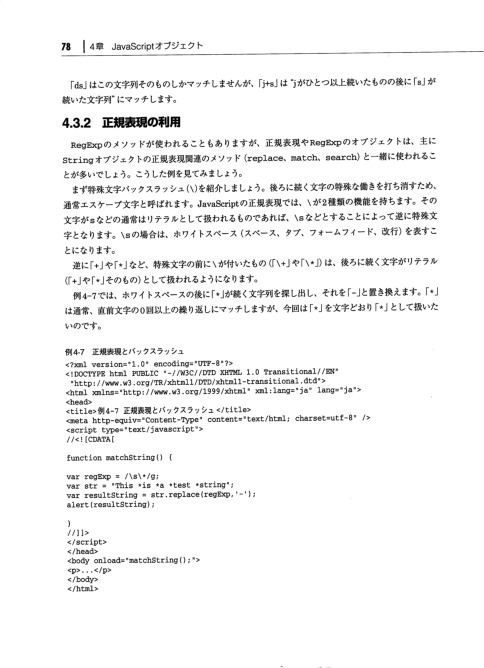 78 4章 JavaScriptオブジェクト
「ds」はこの文字列そのものしかマッチしませんが、「j+s」は“jがひとつ以上続いたものの後に「s」が
続いた文字列”にマッチします。
4.3.2 正規表現の利用
RegExpのメソッドが使われることもありますが、正規表現やRegExpのオブジェクトは、主に
Stringオブジェクトの正規表現関連のメソッド（replace、match、search）と一緒に使われるこ
とが多いでしょう。こうした例を見てみましょう。
まず特殊文字バックスラッシュ（\）を紹介しましょう。後ろに続く文字の特殊な働きを打ち消すため、
通常エスケープ文字と呼ばれます。JavaScriptの正規表現では、\が2種類の機能を持ちます。その
文字がsなどの通常はリテラルとして扱われるものであれば、\sなどとすることによって逆に特殊文
字となります。\sの場合は、ホワイトスペース（スペース、タブ、フォームフィード、改行）を表すこ
とになります。
逆に「+」や「*」など、特殊文字の前に\が付いたもの（「\+」や「\*」）は、後ろに続く文字がリテラル
（「+」や「*」そのもの）として扱われるようになります。
例4-7では、ホワイトスペースの後に「*」が続く文字列を探し出し、それを「-」と置き換えます。「*」
は通常、直前文字の0回以上の繰り返しにマッチしますが、今回は「*」を文字どおり「*」として扱いた
いのです。
例4-7 正規表現とバックスラッシュ
<?xml version="1.0" encoding="UTF-8"?>
<!DOCTYPE html PUBLIC "-//W3C//DTD XHTML 1.0 Transitional//EN"
"http://www.w3.org/TR/xhtml1/DTD/xhtml1-transitional.dtd">
<html xmlns="http://www.w3.org/1999/xhtml" xml:lang="ja" lang="ja">
<head>
<title>例4-7 正規表現とバックスラッシュ</title>
<meta http-equiv="Content-Type" content="text/html; charset=utf-8" />
<script type="text/javascript">
//<![CDATA[
function matchString() {
var regExp = /\s\*/g;
var str = "This *is *a *test *string";
var resultString = str.replace(regExp,'-');
alert(resultString);
}
//]]>
</script>
</head>
<body onload="matchString();">
<p>...</p>
</body>
</html>